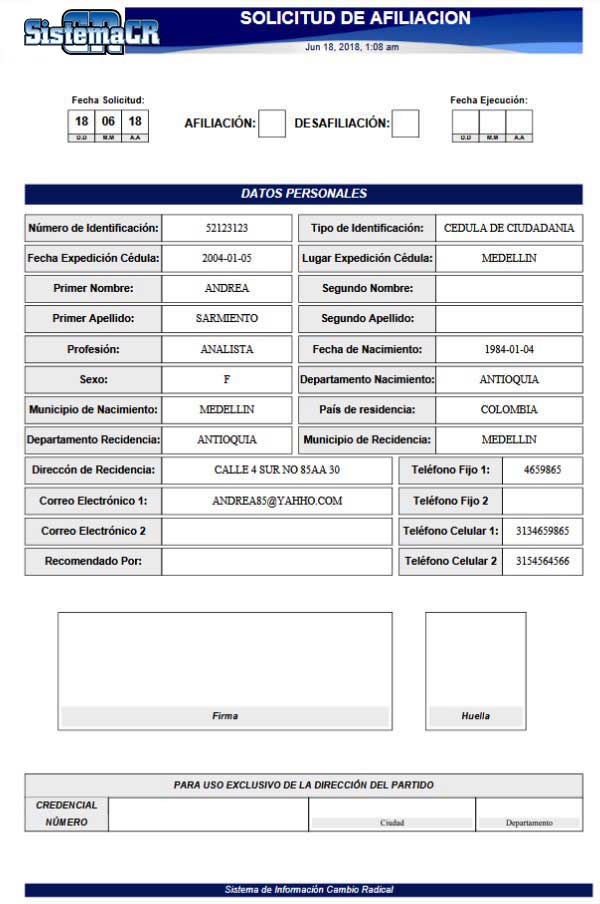 SistemaCR
SOLICITUD DE AFILIACION
Jun 18, 2018, 1:08 am
Fecha Solicitud:
18 06 18
D.D M.M A.A
AFILIACIÓN:
DESAFILIACIÓN:
Fecha Ejecución:
D.D M.M A.A
DATOS PERSONALES
Número de Identificación: 52123123 Tipo de Identificación: CEDULA DE CIUDADANIA
Fecha Expedición Cédula: 2004-01-05 Lugar Expedición Cédula: MEDELLIN
Primer Nombre: ANDREA Segundo Nombre:
Primer Apellido: SARMIENTO Segundo Apellido:
Profesión: ANALISTA Fecha de Nacimiento: 1984-01-04
Sexo: F Departamento Nacimiento: ANTIOQUIA
Municipio de Nacimiento: MEDELLIN País de residencia: COLOMBIA
Departamento Recidencia: ANTIOQUIA Municipio de Recidencia: MEDELLIN
Direccón de Recidencia: CALLE 4 SUR NO 85AA 30 Teléfono Fijo 1: 4659865
Correo Electrónico 1: ANDREA85@YAHHO.COM Teléfono Fijo 2
Correo Electrónico 2 Teléfono Celular 1: 3134659865
Recomendado Por: Teléfono Celular 2 3154564566
Firma Huella
PARA USO EXCLUSIVO DE LA DIRECCIÓN DEL PARTIDO
CREDENCIAL
NÚMERO Ciudad Departamento
Sistema de Información Cambio Radical